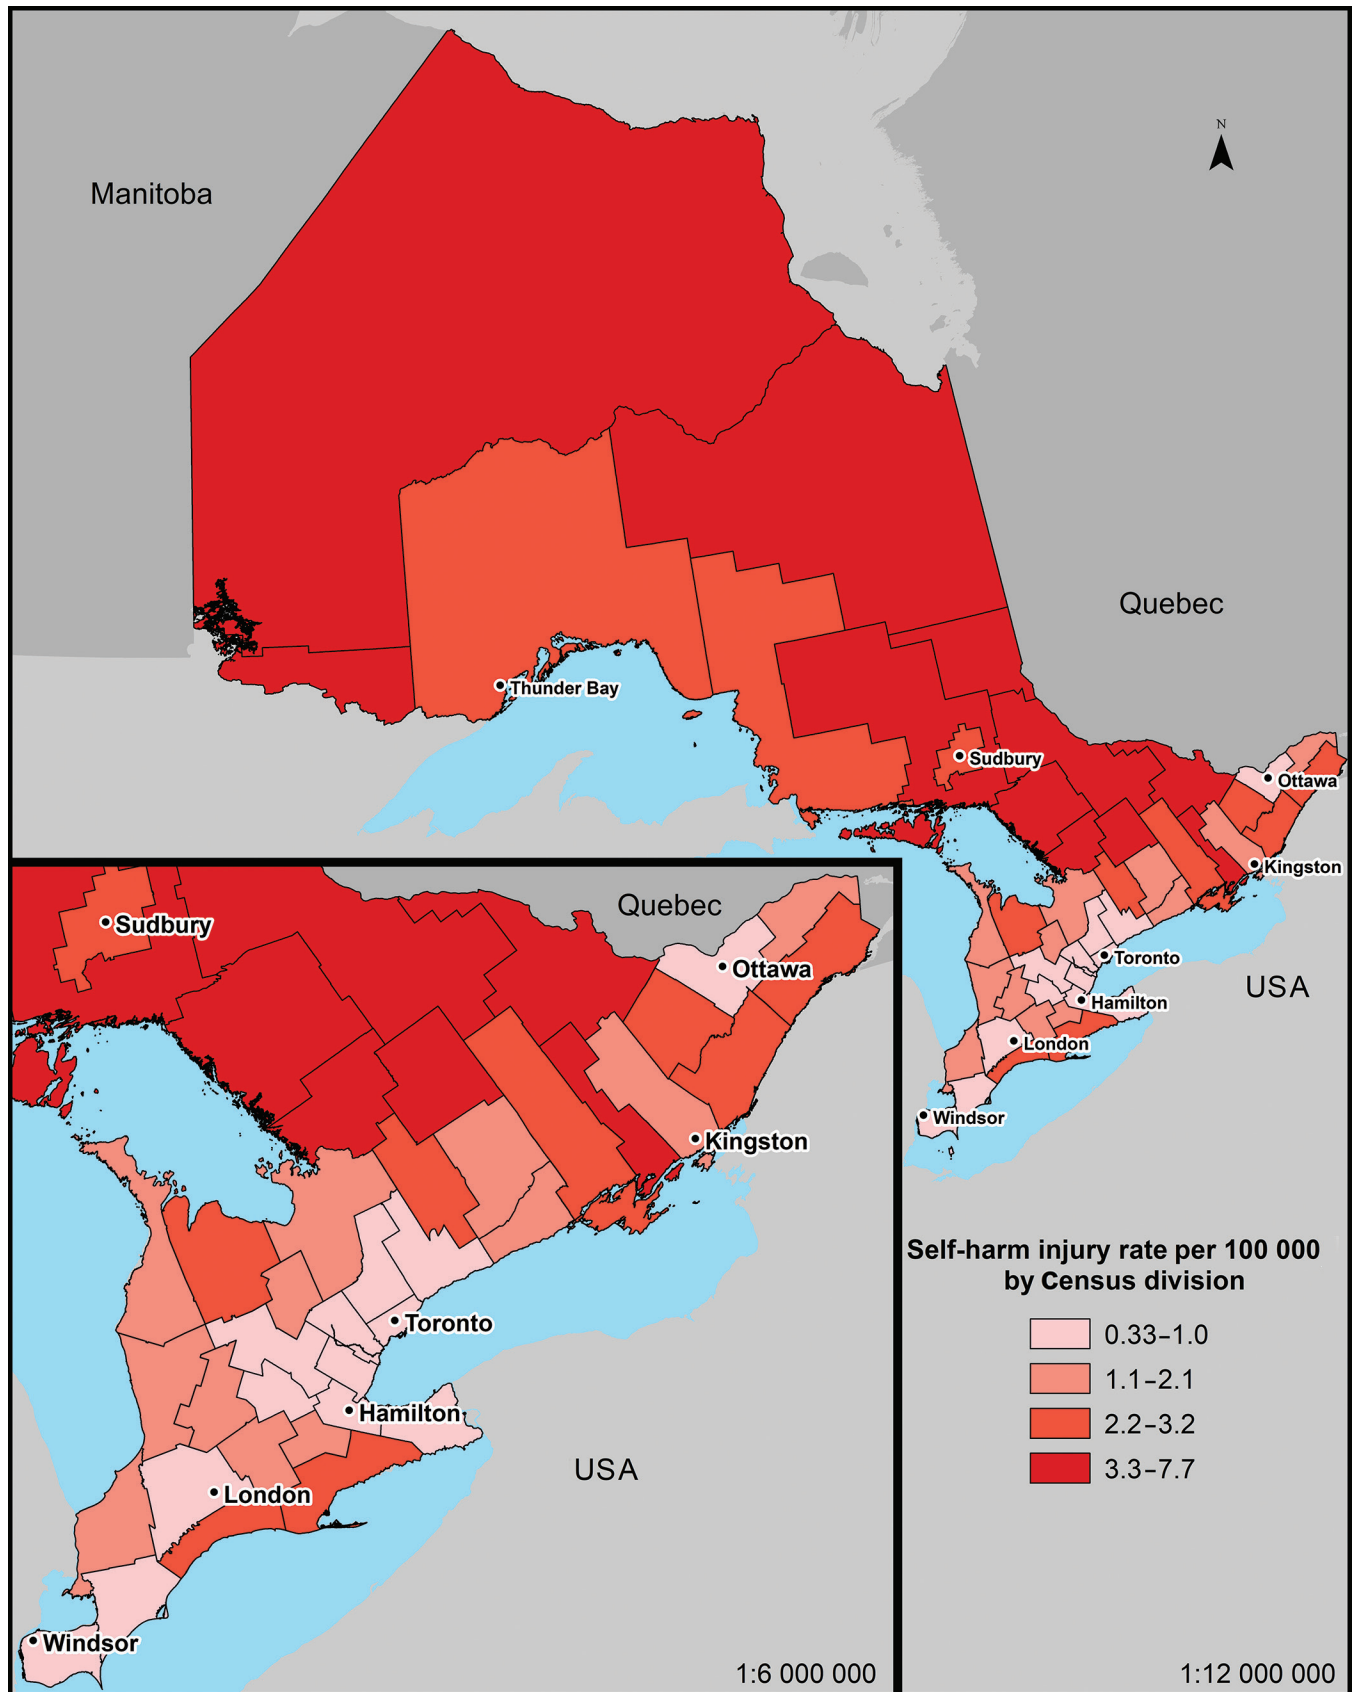 N
Manitoba
Quebec
Thunder Bay
Sudbury
Ottawa
Kingston
Toronto
Hamilton
London
Windsor
USA
Quebec
Sudbury
Ottawa
Kingston
Toronto
Hamilton
London
Windsor
USA
1:6 000 000
Self-harm injury rate per 100 000
by Census division
0.33–1.0
1.1–2.1
2.2–3.2
3.3–7.7
1:12 000 000